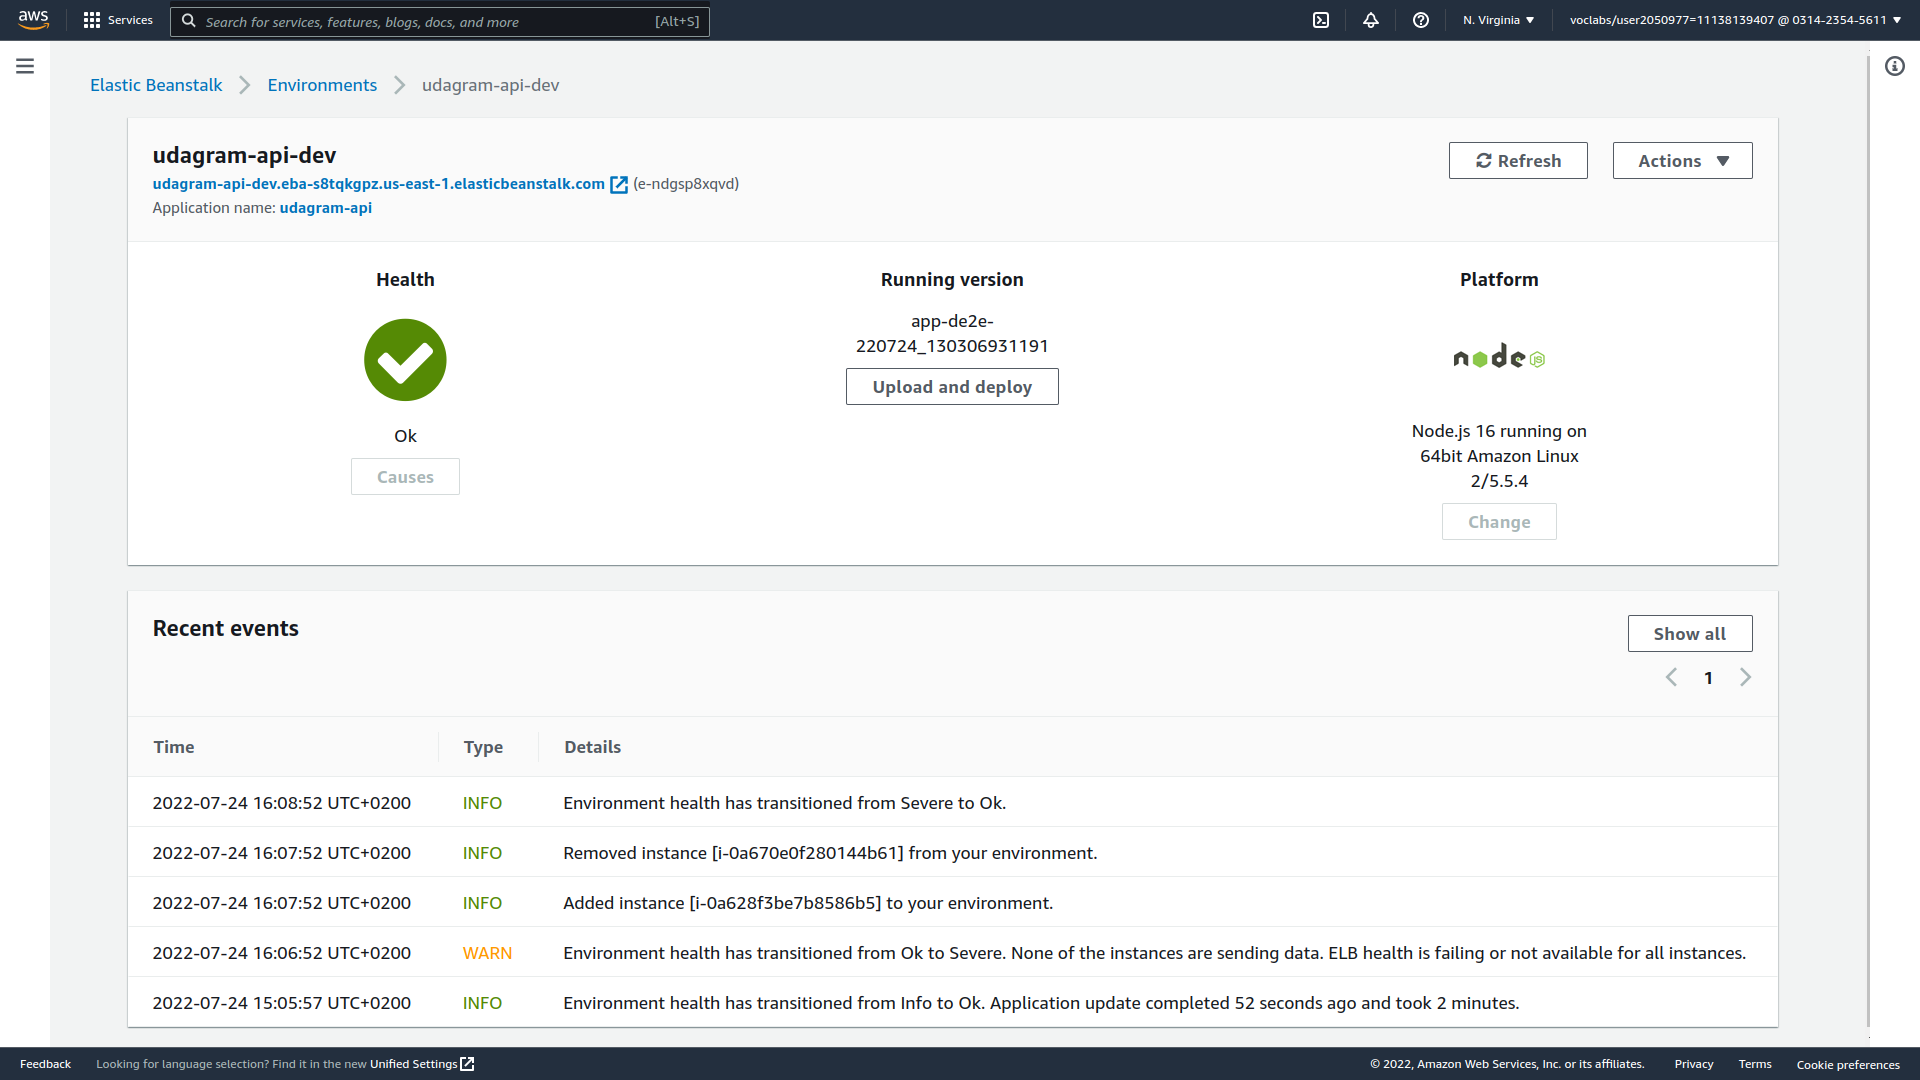 aws
Services
Search for services, features, blogs, docs, and more
[Alt+S]
N. Virginia
voclabs/user2050977=11138139407 @ 0314-2354-5611
Elastic Beanstalk
Environments
udagram-api-dev
udagram-api-dev
udagram-api-dev.eba-s8tqkgpz.us-east-1.elasticbeanstalk.com (e-ndgsp8xqvd)
Application name: udagram-api
Refresh
Actions
Health
Ok
Causes
Running version
app-de2e-
220724_130306931191
Upload and deploy
Platform
node JS
Node.js 16 running on
64bit Amazon Linux
2/5.5.4
Change
Recent events
Show all
1
Time Type Details
2022-07-24 16:08:52 UTC+0200 INFO Environment health has transitioned from Severe to Ok.
2022-07-24 16:07:52 UTC+0200 INFO Removed instance [i-0a670e0f280144b61] from your environment.
2022-07-24 16:07:52 UTC+0200 INFO Added instance [i-0a628f3be7b8586b5] to your environment.
2022-07-24 16:06:52 UTC+0200 WARN Environment health has transitioned from Ok to Severe. None of the instances are sending data. ELB health is failing or not available for all instances.
2022-07-24 15:05:57 UTC+0200 INFO Environment health has transitioned from Info to Ok. Application update completed 52 seconds ago and took 2 minutes.
Feedback
Looking for language selection? Find it in the new Unified Settings
© 2022, Amazon Web Services, Inc. or its affiliates.
Privacy
Terms
Cookie preferences